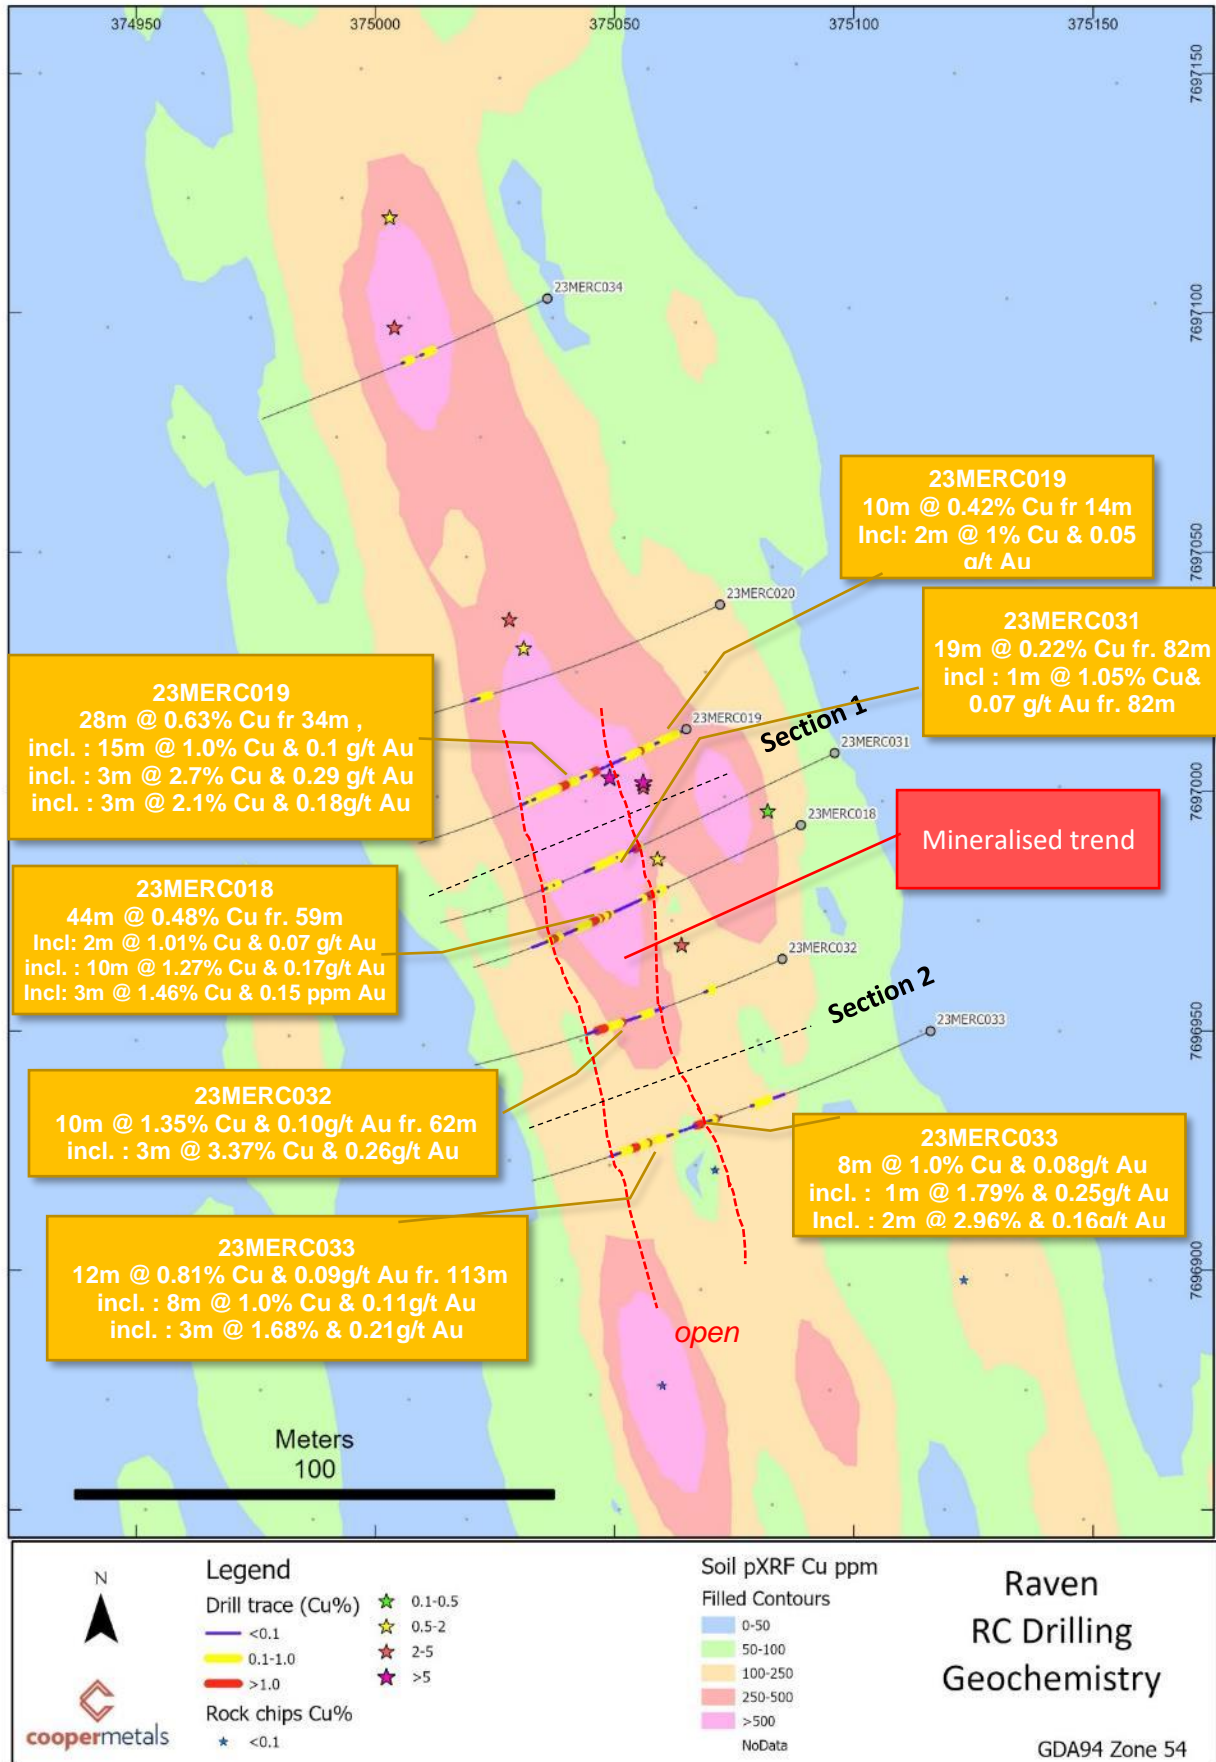 374950
375000
375050
375100
375150
7697150
7697100
7697050
7697000
7696950
7696900
23MERC034
23MERC020
23MERC019
23MERC031
23MERC018
23MERC032
23MERC033
Section 1
Section 2
23MERC019
10m @ 0.42% Cu fr 14m
Incl: 2m @ 1% Cu & 0.05
g/t Au
23MERC031
19m @ 0.22% Cu fr. 82m
incl : 1m @ 1.05% Cu&
0.07 g/t Au fr. 82m
23MERC019
28m @ 0.63% Cu fr 34m ,
incl. : 15m @ 1.0% Cu & 0.1 g/t Au
incl. : 3m @ 2.7% Cu & 0.29 g/t Au
incl. : 3m @ 2.1% Cu & 0.18g/t Au
Mineralised trend
23MERC018
44m @ 0.48% Cu fr. 59m
Incl: 2m @ 1.01% Cu & 0.07 g/t Au
incl. : 10m @ 1.27% Cu & 0.17g/t Au
Incl: 3m @ 1.46% Cu & 0.15 ppm Au
23MERC032
10m @ 1.35% Cu & 0.10g/t Au fr. 62m
incl. : 3m @ 3.37% Cu & 0.26g/t Au
23MERC033
8m @ 1.0% Cu & 0.08g/t Au
incl. : 1m @ 1.79% & 0.25g/t Au
Incl. : 2m @ 2.96% & 0.16g/t Au
23MERC033
12m @ 0.81% Cu & 0.09g/t Au fr. 113m
incl. : 8m @ 1.0% Cu & 0.11g/t Au
incl. : 3m @ 1.68% & 0.21g/t Au
open
Meters
100
N
coopermetals
Legend
Drill trace (Cu%)
<0.1
0.1-1.0
>1.0
Rock chips Cu%
<0.1
0.1-0.5
0.5-2
2-5
>5
Soil pXRF Cu ppm
Filled Contours
0-50
50-100
100-250
250-500
>500
NoData
Raven
RC Drilling
Geochemistry
GDA94 Zone 54